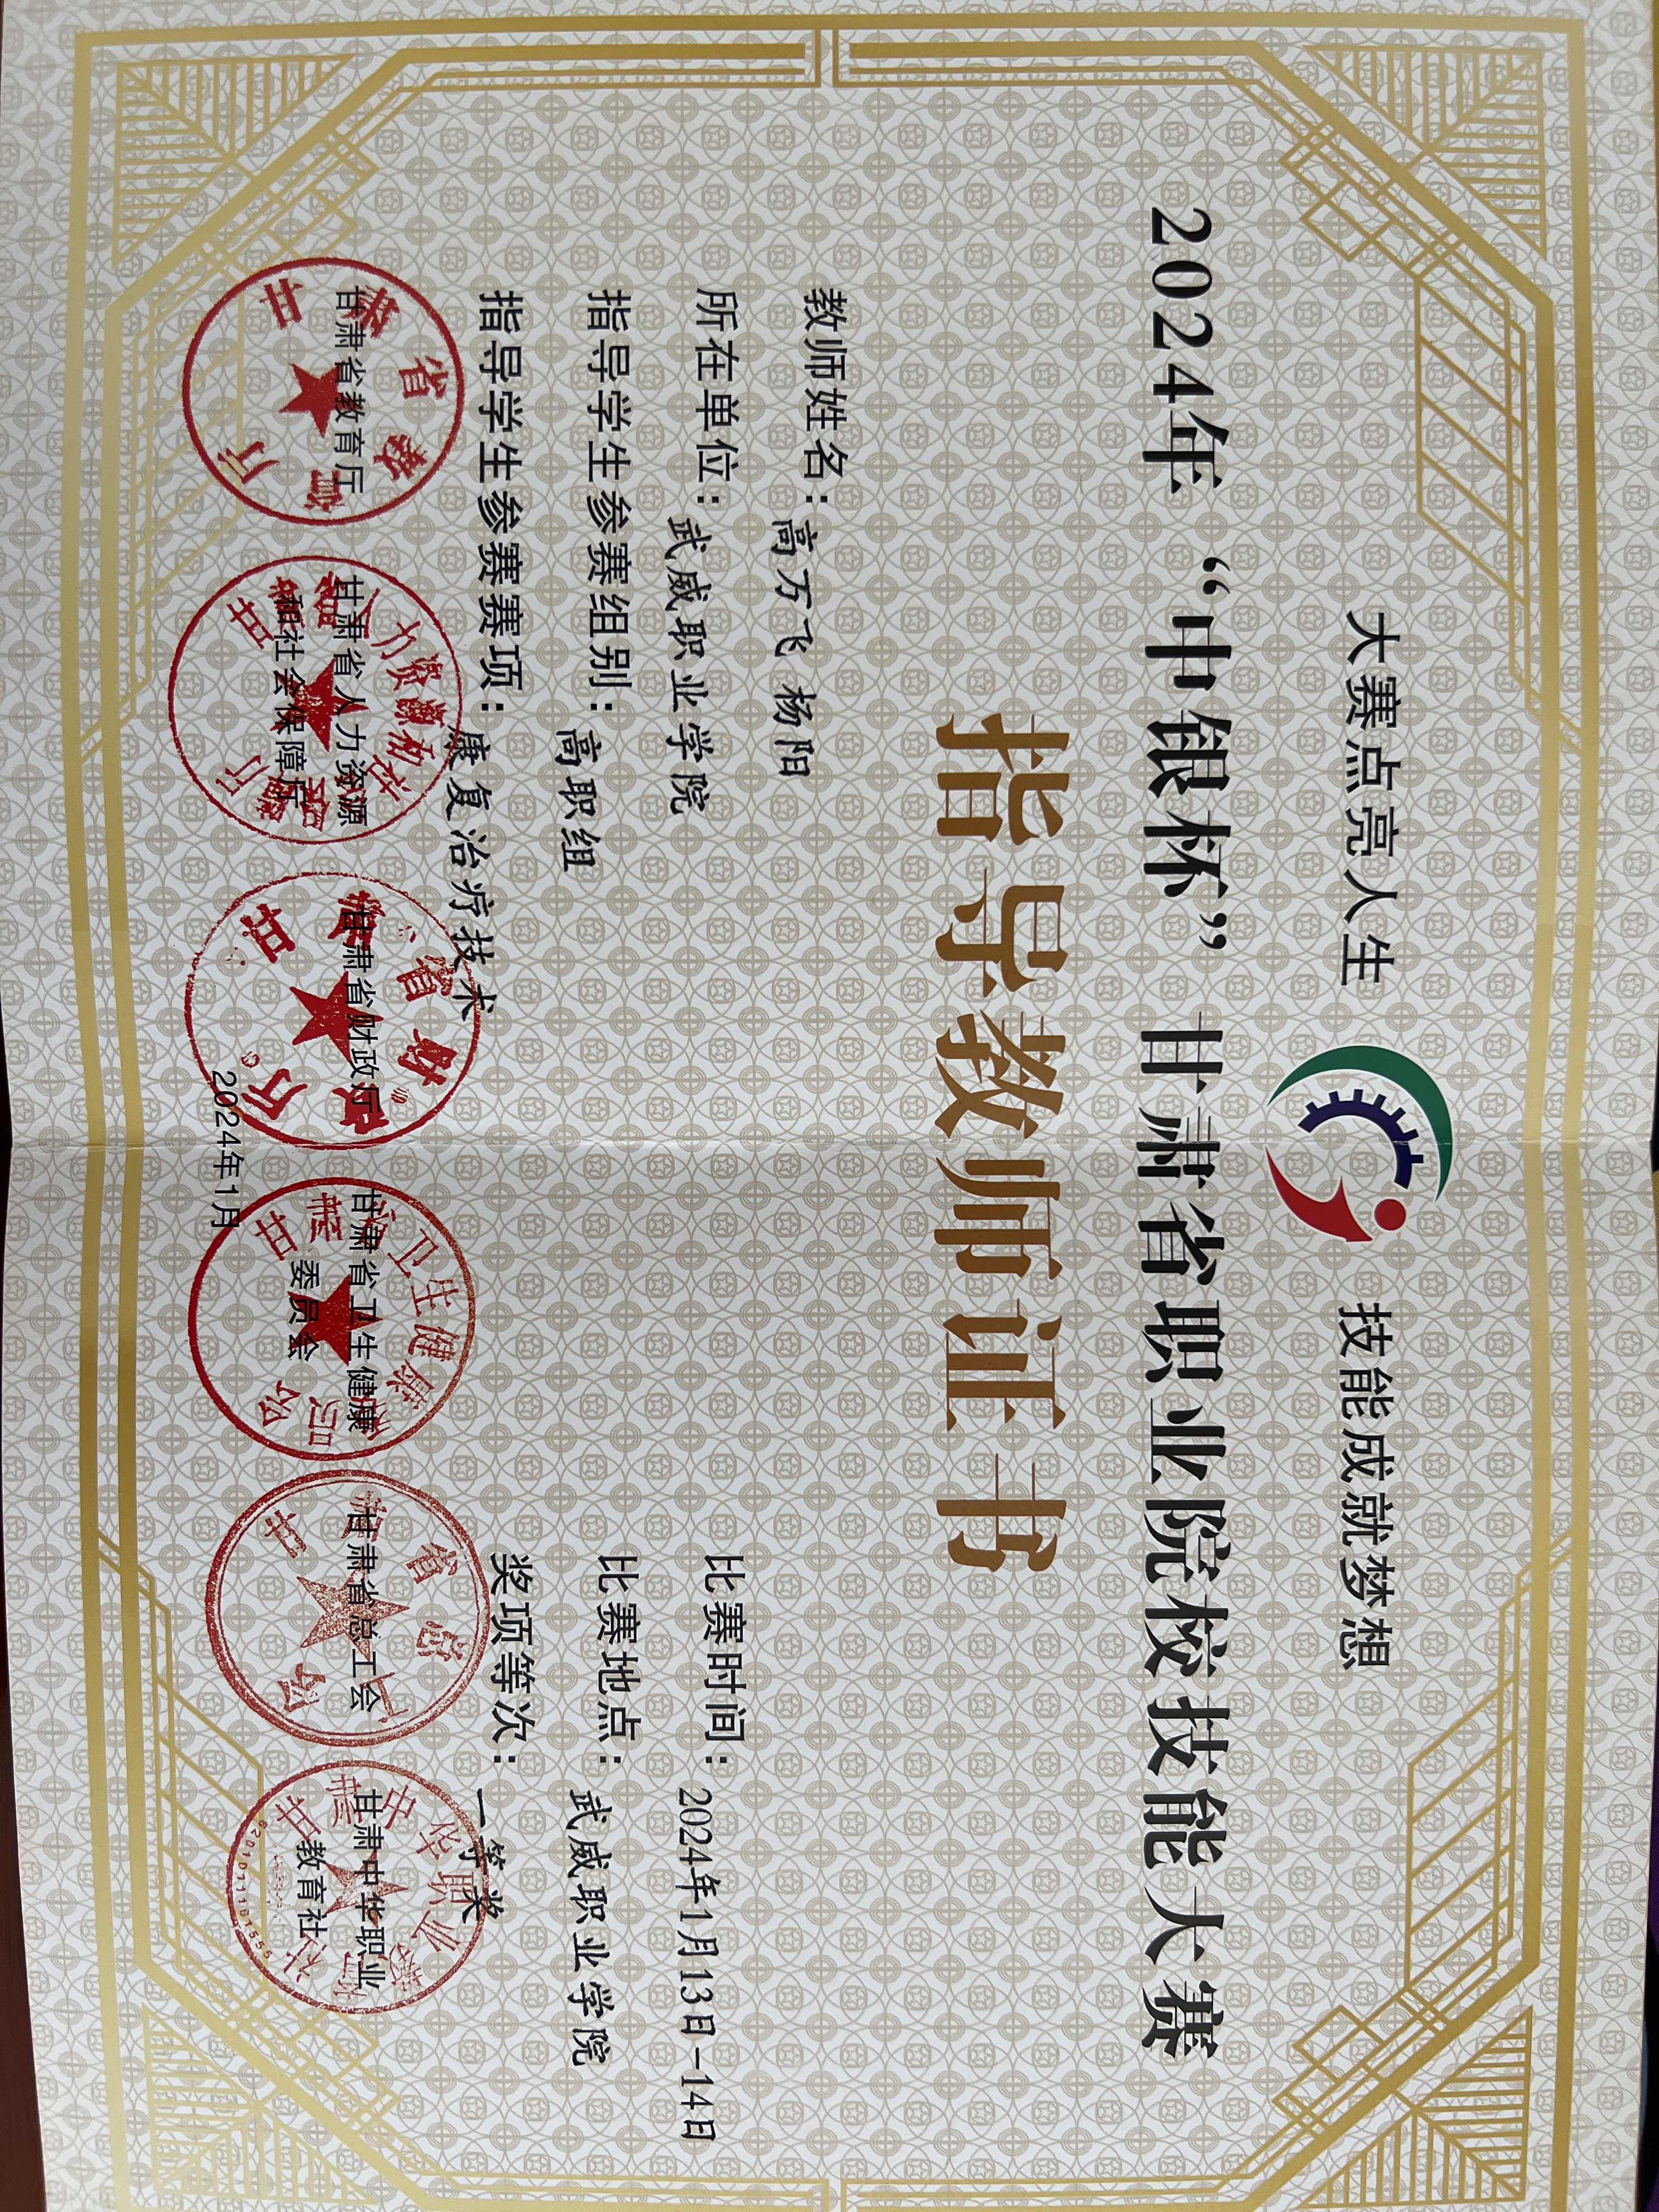 大赛点亮人生 技能成就梦想
2024年“中银杯”甘肃省职业院校技能大赛
指导教师证书
教师姓名：高万飞 杨阳
所在单位：武威职业学院 比赛时间：2024年1月13日-14日
指导学生参赛组别：高职组 比赛地点：武威职业学院
指导学生参赛赛项：康复治疗技术 奖项等次：一等奖
甘肃省教育厅 甘肃省人力资源和社会保障厅 甘肃省财政厅 甘肃省卫生健康委员会 甘肃省总工会 甘肃中华职业教育社
2024年1月